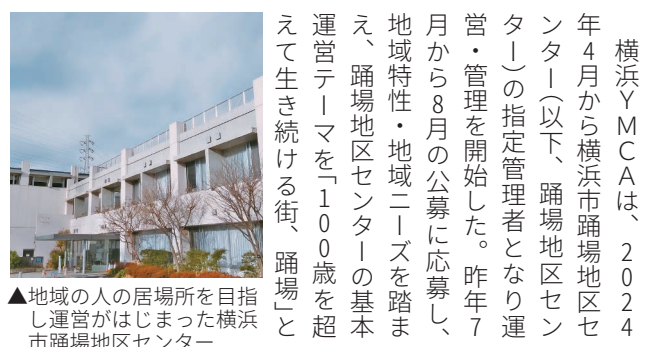 横浜YMCAは、2024
年4月から横浜市踊場地区セ
ンター(以下、踊場地区セン
ター)の指定管理者となり運
営・管理を開始した。昨年7
月から8月の公募に応募し、
地域特性・地域ニーズを踏ま
え、踊場地区センターの基本
運営テーマを「100歳を超
えて生き続ける街、踊場」と
▲地域の人の居場所を目指
し運営がはじまった横浜
市踊場地区センター